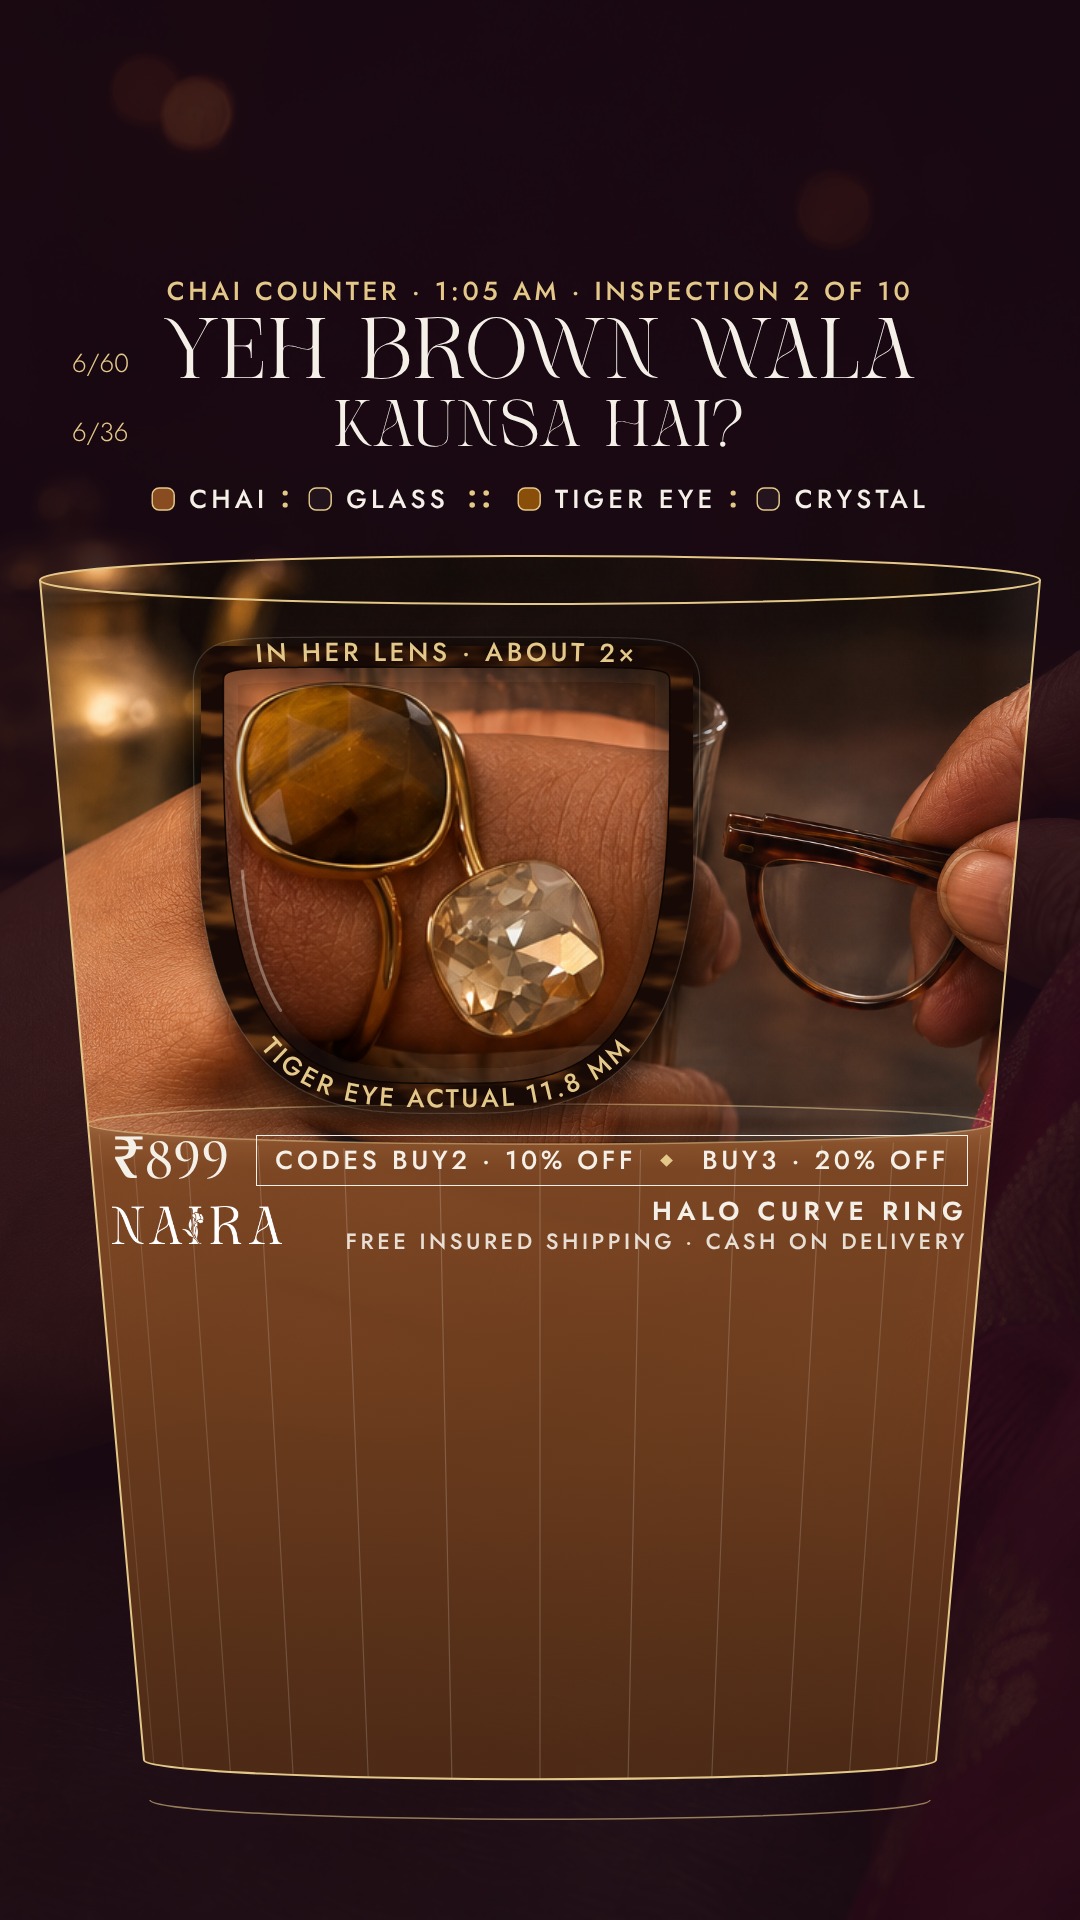 CHAI COUNTER · 1:05 AM · INSPECTION 2 OF 10
6/60 YEH BROWN WALA
6/36 KAUNSA HAI?
CHAI : GLASS :: TIGER EYE : CRYSTAL
IN HER LENS · ABOUT 2×
TIGER EYE ACTUAL 11.8 MM
₹899 CODES BUY2 · 10% OFF ◆ BUY3 · 20% OFF
NAIRA
HALO CURVE RING
FREE INSURED SHIPPING · CASH ON DELIVERY